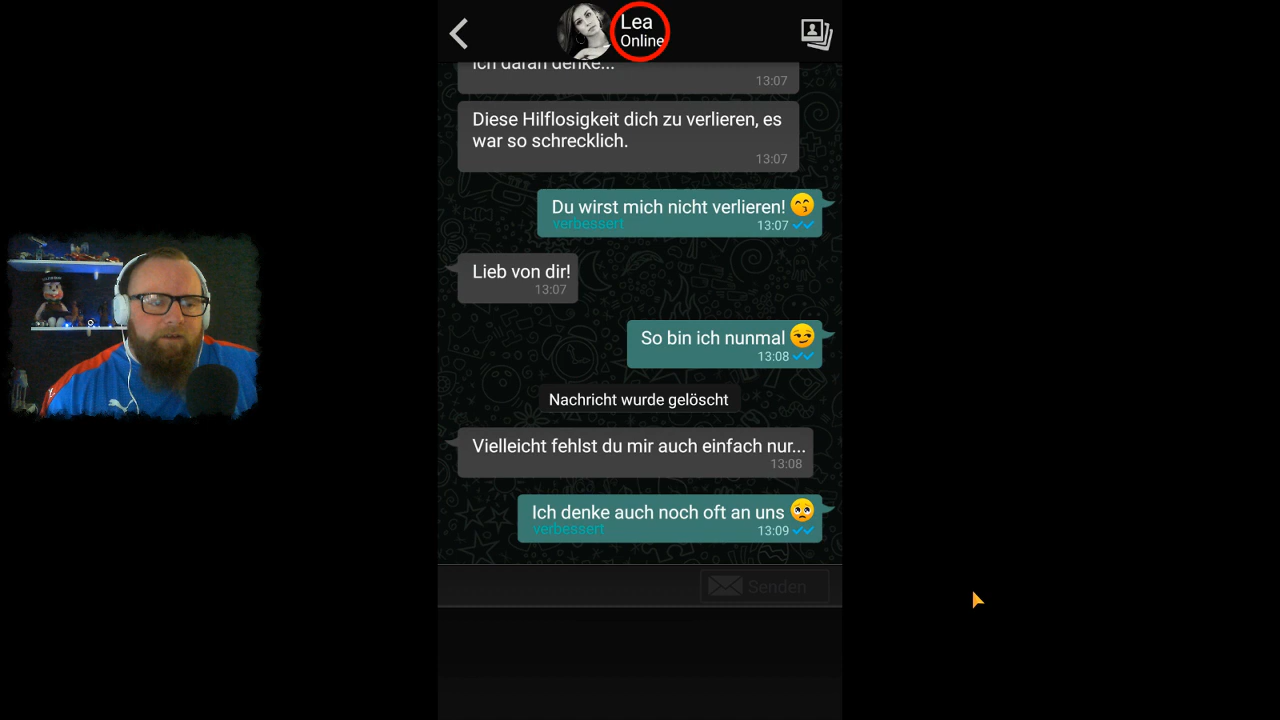 Lea
Online
ich daran denke...
13:07
Diese Hilflosigkeit dich zu verlieren, es
war so schrecklich.
13:07
Du wirst mich nicht verlieren! 😙
verbessert 13:07
Lieb von dir!
13:07
So bin ich nunmal 😏
13:08
Nachricht wurde gelöscht
Vielleicht fehlst du mir auch einfach nur...
13:08
Ich denke auch noch oft an uns 🥺
verbessert 13:09
Senden